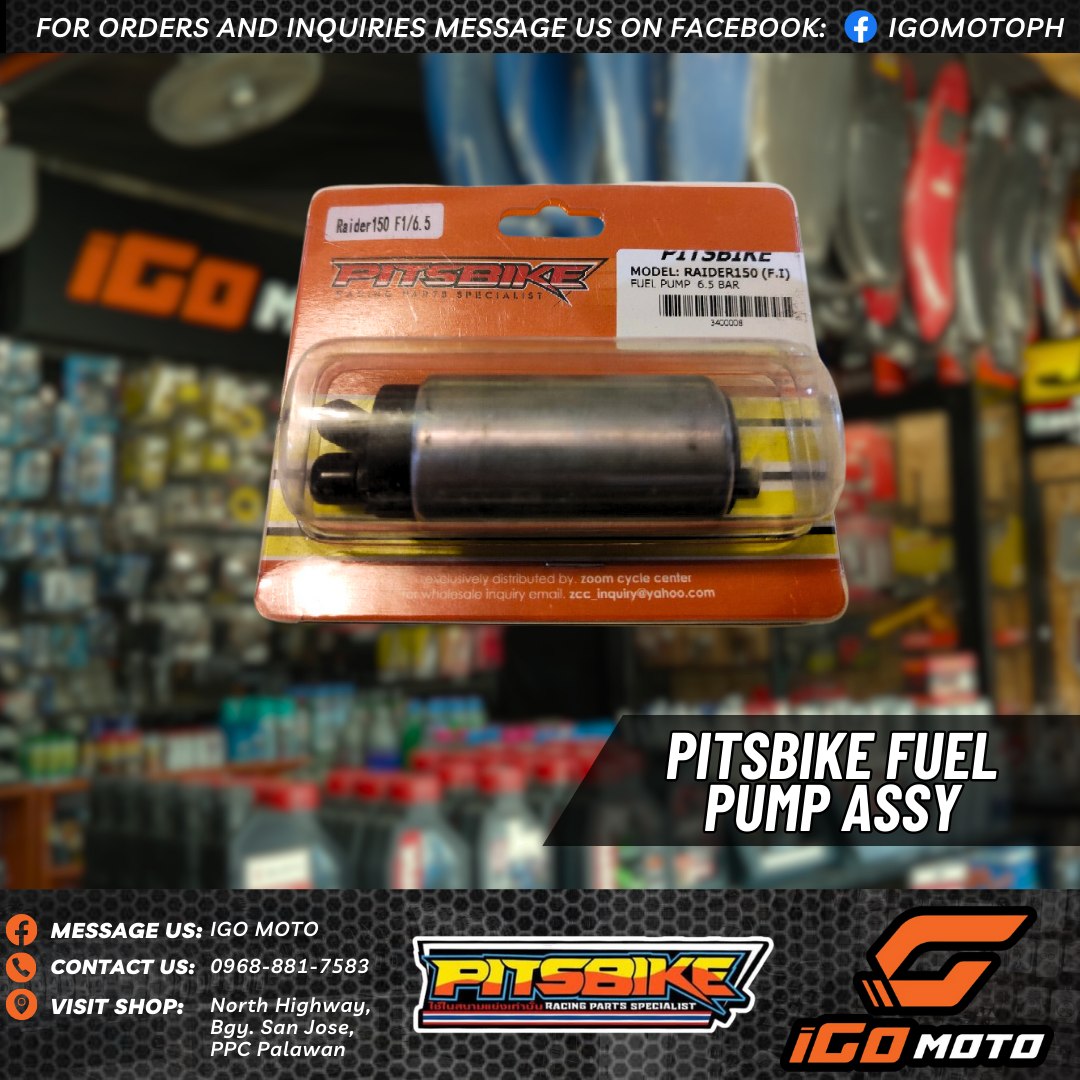 FOR ORDERS AND INQUIRIES MESSAGE US ON FACEBOOK: IGOMOTOPH
iGO M
Raider150 F1/6.5
PITSBIKE
RACING PARTS SPECIALIST
PITSBIKE
MODEL: RAIDER150 (F.I)
FUEL PUMP 6.5 BAR
3400008
exclusively distributed by. zoom cycle center
for wholesale inquiry email. zcc_inquiry@yahoo.com
PITSBIKE FUEL
PUMP ASSY
MESSAGE US: IGO MOTO
CONTACT US: 0968-881-7583
VISIT SHOP: North Highway,
Bgy. San Jose,
PPC Palawan
PITSBIKE
RACING PARTS SPECIALIST
iGO MOTO